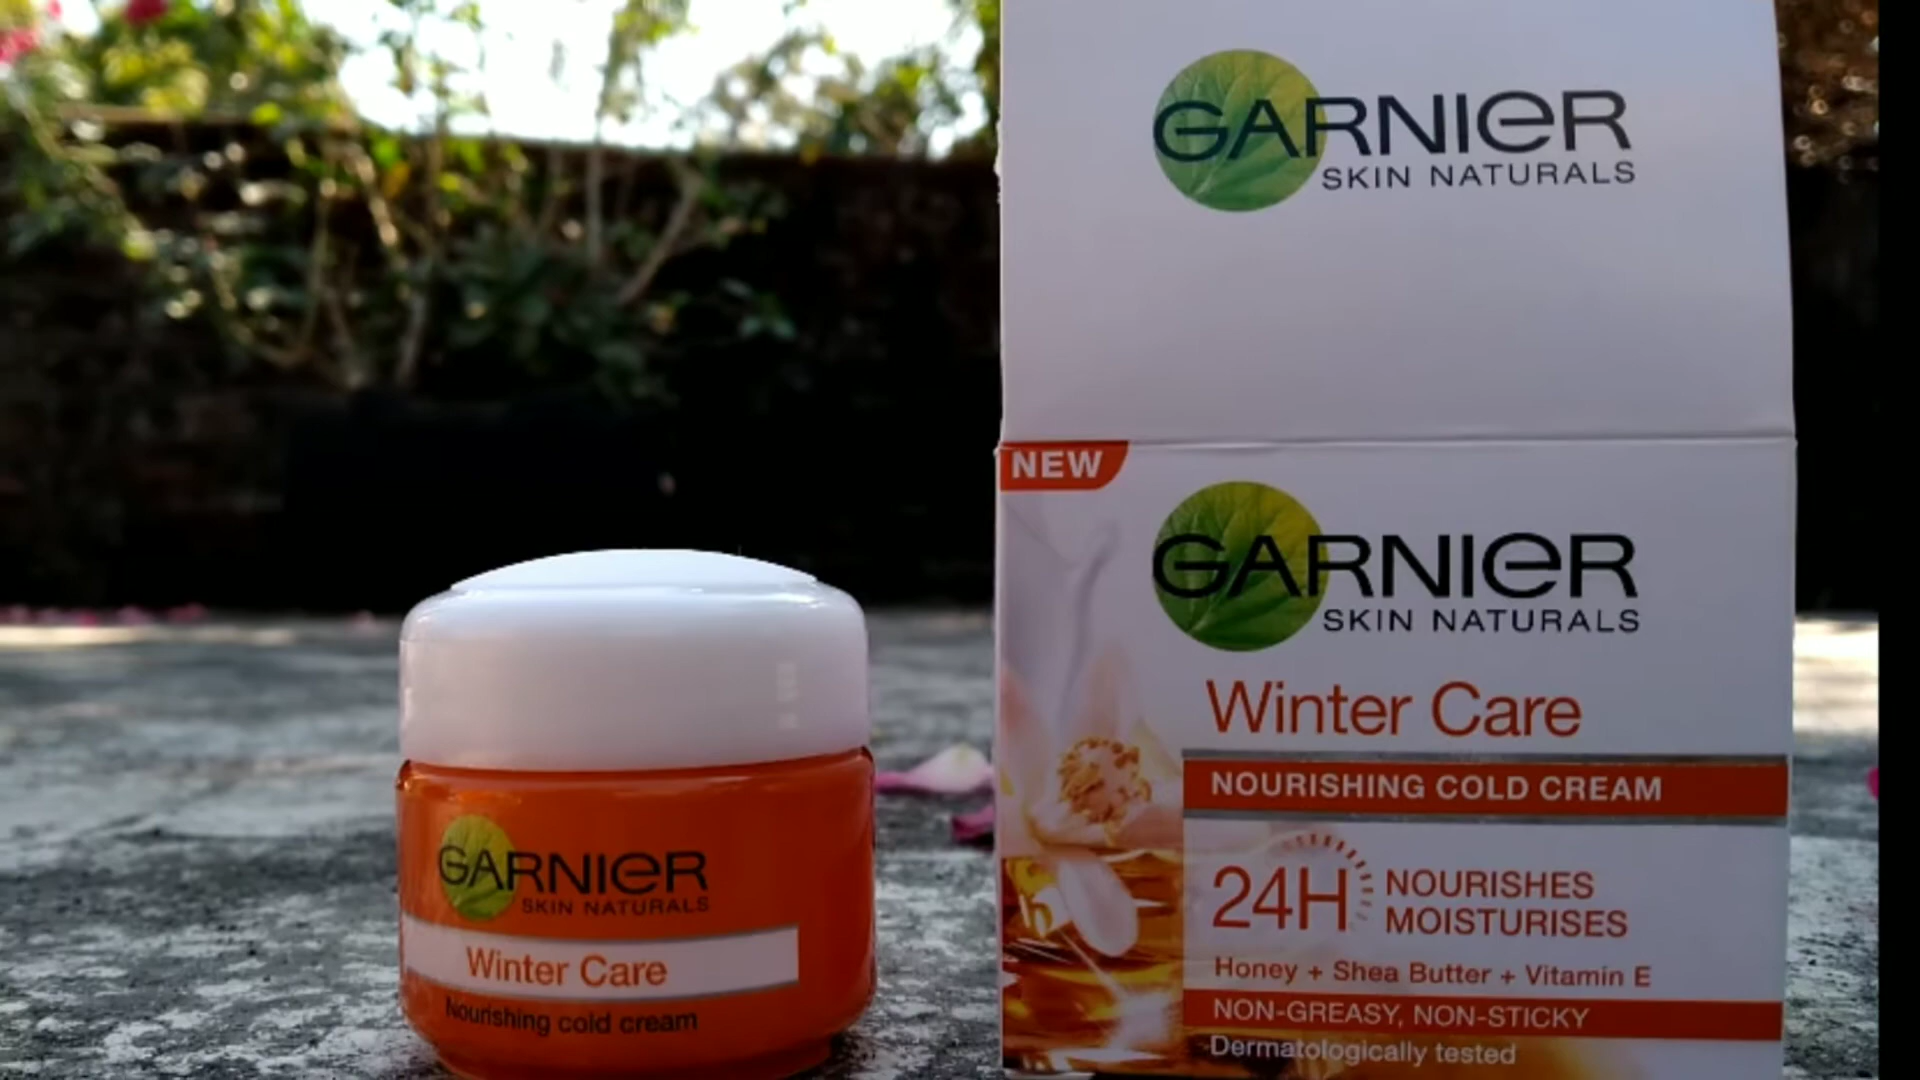 GARNIER
SKIN NATURALS
NEW
GARNIER
SKIN NATURALS
Winter Care
NOURISHING COLD CREAM
24H NOURISHES
MOISTURISES
Honey + Shea Butter + Vitamin E
NON-GREASY, NON-STICKY
Dermatologically tested
GARNIER
SKIN NATURALS
Winter Care
Nourishing cold cream